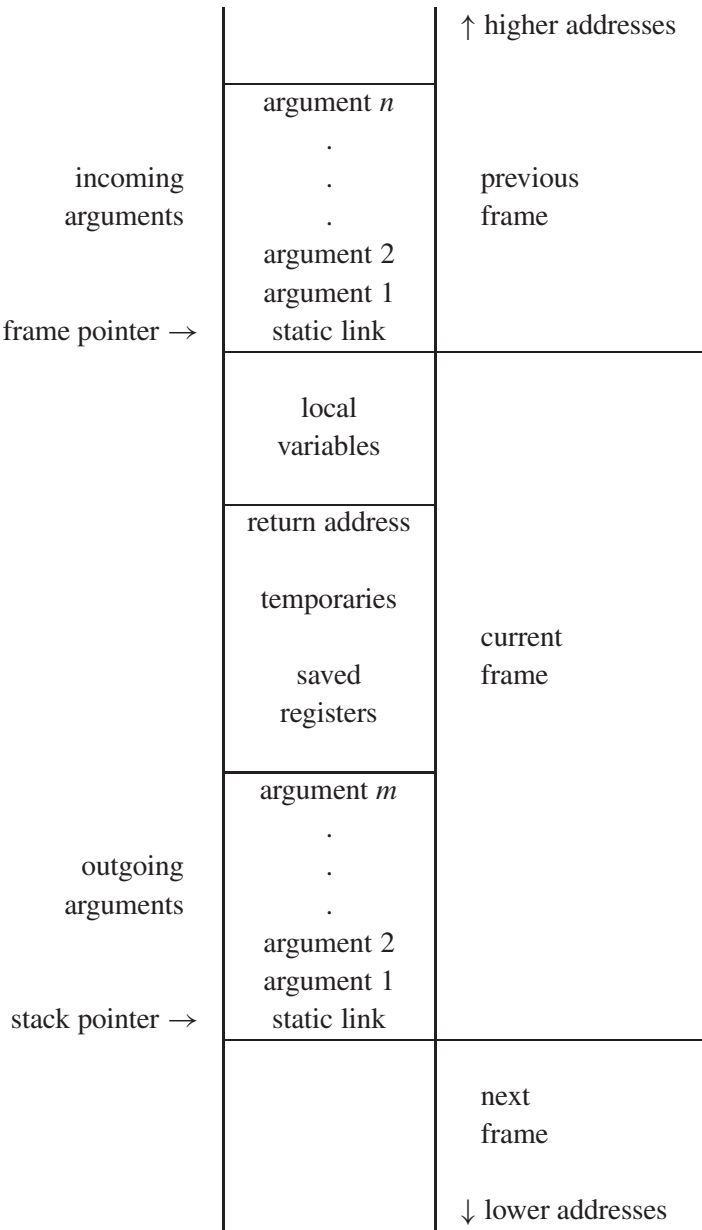 ↑ higher addresses
argument n
.
incoming . previous
arguments . frame
argument 2
argument 1
frame pointer → static link
local
variables
return address
temporaries
current
saved frame
registers
argument m
.
outgoing .
arguments .
argument 2
argument 1
stack pointer → static link
next
frame
↓ lower addresses